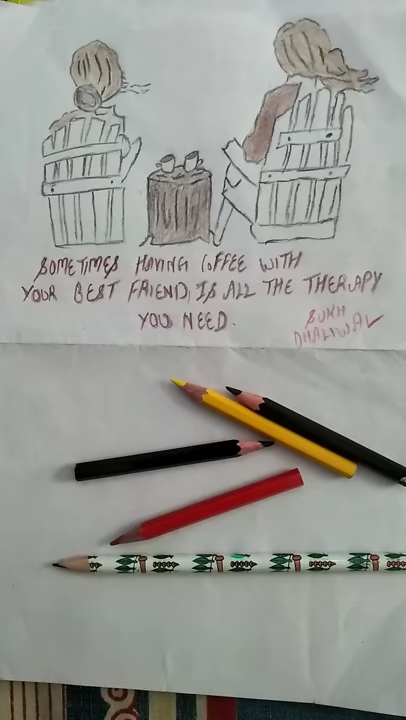 SOMETIMES HAVING COFFEE WITH
YOUR BEST FRIEND, IS ALL THE THERAPY
YOU NEED.
SUKH
DHALIWAL